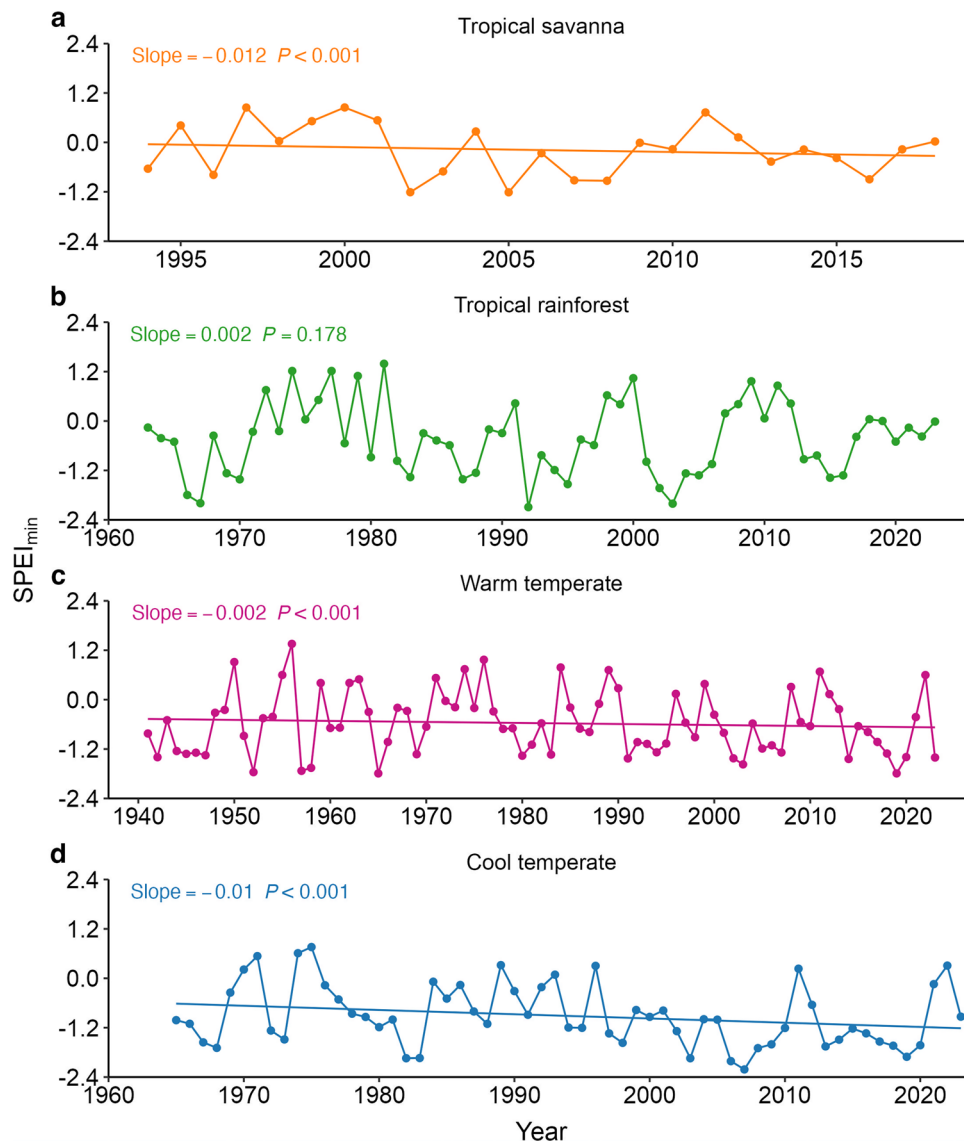 a
Tropical savanna
Slope = −0.012 P < 0.001
2.4
1.2
0.0
-1.2
-2.4
1995 2000 2005 2010 2015
b
Tropical rainforest
Slope = 0.002 P = 0.178
2.4
1.2
0.0
-1.2
-2.4
1960 1970 1980 1990 2000 2010 2020
SPEImin
c
Warm temperate
Slope = −0.002 P < 0.001
2.4
1.2
0.0
-1.2
-2.4
1940 1950 1960 1970 1980 1990 2000 2010 2020
d
Cool temperate
Slope = −0.01 P < 0.001
2.4
1.2
0.0
-1.2
-2.4
1960 1970 1980 1990 2000 2010 2020
Year